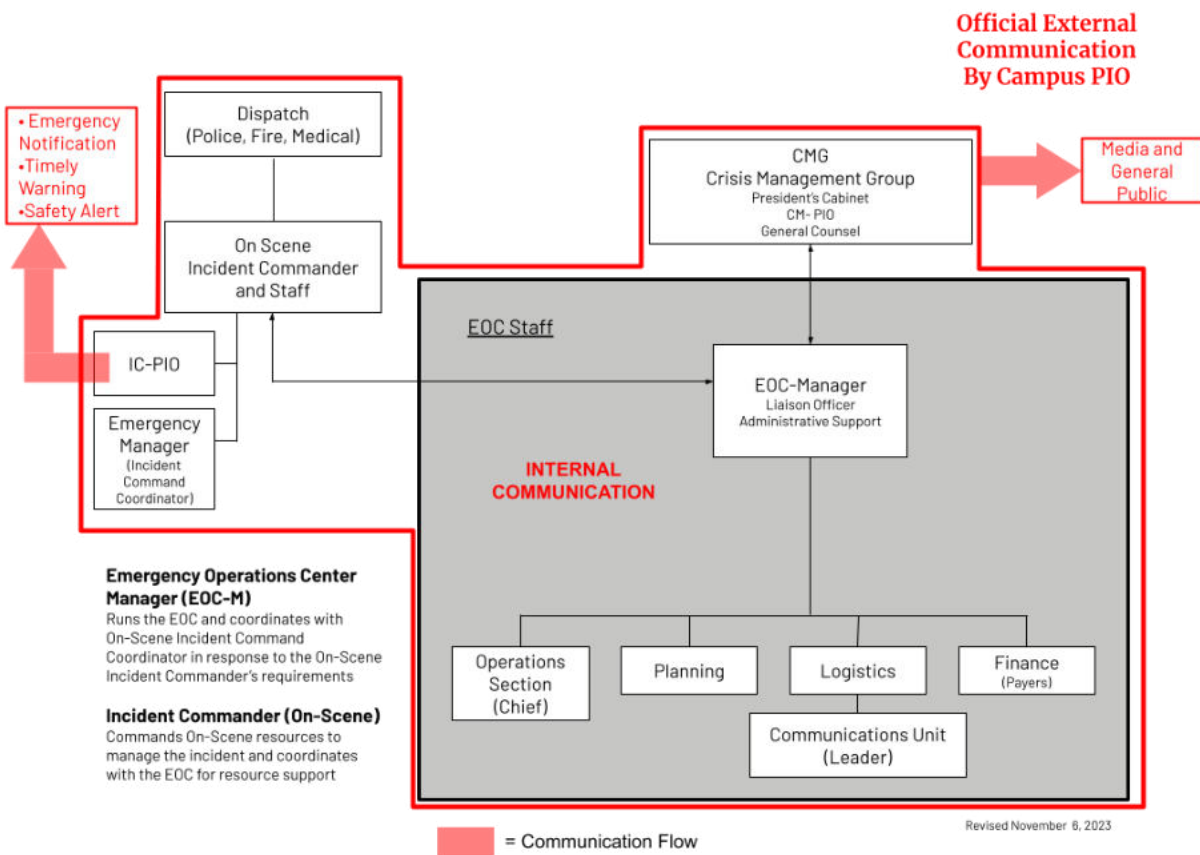 Official External
Communication
By Campus PIO
• Emergency
Notification
•Timely
Warning
•Safety Alert
Dispatch
(Police, Fire, Medical)
CMG
Crisis Management Group
President's Cabinet
CM- PIO
General Counsel
Media and
General
Public
On Scene
Incident Commander
and Staff
IC-PIO
Emergency
Manager
(Incident
Command
Coordinator)
EOC Staff
EOC-Manager
Liaison Officer
Administrative Support
INTERNAL
COMMUNICATION
Emergency Operations Center
Manager (EOC-M)
Runs the EOC and coordinates with
On-Scene Incident Command
Coordinator in response to the On-Scene
Incident Commander's requirements
Incident Commander (On-Scene)
Commands On-Scene resources to
manage the incident and coordinates
with the EOC for resource support
Operations
Section
(Chief)
Planning
Logistics
Finance
(Payers)
Communications Unit
(Leader)
Revised November 6, 2023
= Communication Flow